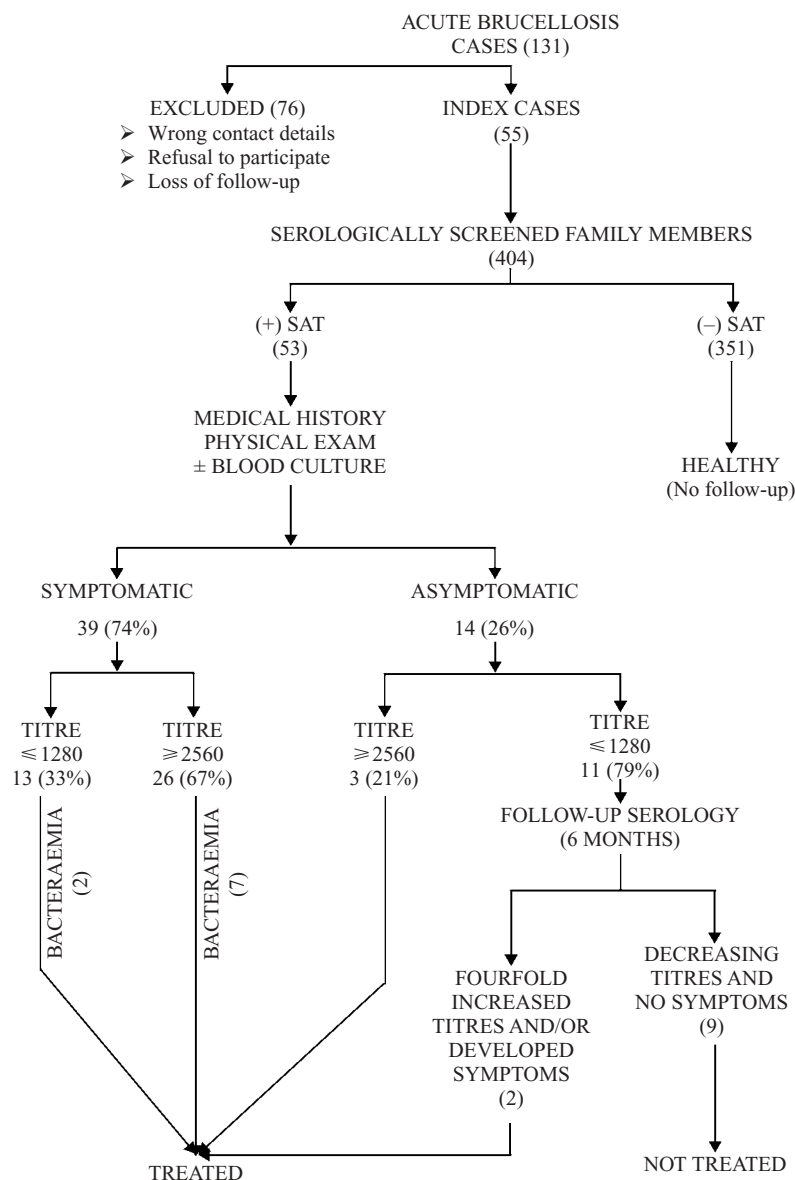 ACUTE BRUCELLOSIS
CASES (131)
EXCLUDED (76)
➢ Wrong contact details
➢ Refusal to participate
➢ Loss of follow-up
INDEX CASES
(55)
SEROLOGICALLY SCREENED FAMILY MEMBERS
(404)
(+) SAT
(53)
(–) SAT
(351)
MEDICAL HISTORY
PHYSICAL EXAM
± BLOOD CULTURE
HEALTHY
(No follow-up)
SYMPTOMATIC
39 (74%)
ASYMPTOMATIC
14 (26%)
TITRE
≤1280
13 (33%)
TITRE
≥2560
26 (67%)
TITRE
≥2560
3 (21%)
TITRE
≤1280
11 (79%)
BACTERAEMIA
(2)
BACTERAEMIA
(7)
FOLLOW-UP SEROLOGY
(6 MONTHS)
FOURFOLD
INCREASED
TITRES AND/OR
DEVELOPED
SYMPTOMS
(2)
DECREASING
TITRES AND
NO SYMPTOMS
(9)
TREATED
NOT TREATED